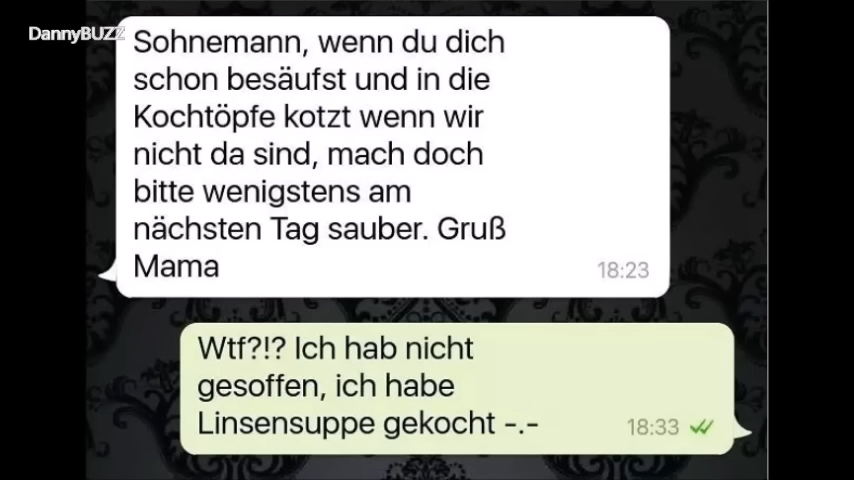 DannyBUZZ
Sohnemann, wenn du dich
schon besäufst und in die
Kochtöpfe kotzt wenn wir
nicht da sind, mach doch
bitte wenigstens am
nächsten Tag sauber. Gruß
Mama
18:23
Wtf?!? Ich hab nicht
gesoffen, ich habe
Linsensuppe gekocht -.-
18:33